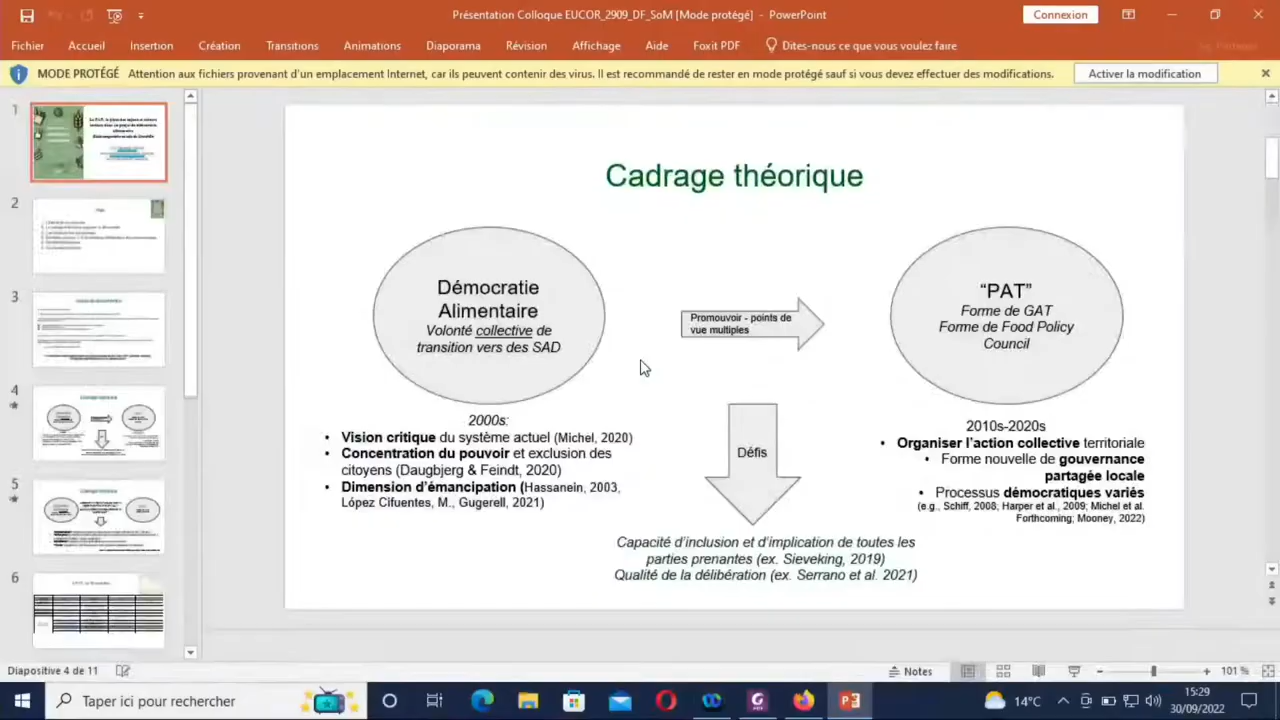 Présentation Colloque EUCOR_2909_DF_SoM [Mode protégé] - PowerPoint
Connexion
Fichier Accueil Insertion Création Transitions Animations Diaporama Révision Affichage Aide Foxit PDF Dites-nous ce que vous voulez faire
MODE PROTÉGÉ Attention aux fichiers provenant d'un emplacement Internet, car ils peuvent contenir des virus. Il est recommandé de rester en mode protégé sauf si vous devez effectuer des modifications. Activer la modification
1
2
3
4
5
6
Cadrage théorique
Démocratie
Alimentaire
Volonté collective de
transition vers des SAD
Promouvoir - points de
vue multiples
“PAT”
Forme de GAT
Forme de Food Policy
Council
2000s:
• Vision critique du système actuel (Michel, 2020)
• Concentration du pouvoir et exclusion des
citoyens (Daugbjerg & Feindt, 2020)
• Dimension d'émancipation (Hassanein, 2003,
López Cifuentes, M., Gugerell, 2021)
Défis
2010s-2020s
• Organiser l'action collective territoriale
• Forme nouvelle de gouvernance
partagée locale
• Processus démocratiques variés
(e.g., Schiff, 2008; Harper et al., 2009; Michel et al.
Forthcoming; Mooney, 2022)
Capacité d'inclusion et d'implication de toutes les
parties prenantes (ex. Sieveking, 2019)
Qualité de la délibération (ex. Serrano et al. 2021)
Diapositive 4 de 11
Notes
101 %
Taper ici pour rechercher
14°C
15:29
30/09/2022